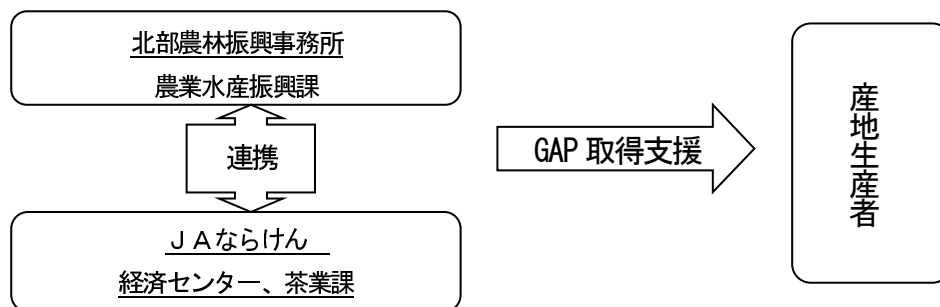 北部農林振興事務所
農業水産振興課
連携
JAならけん
経済センター、茶業課
GAP 取得支援
産地生産者